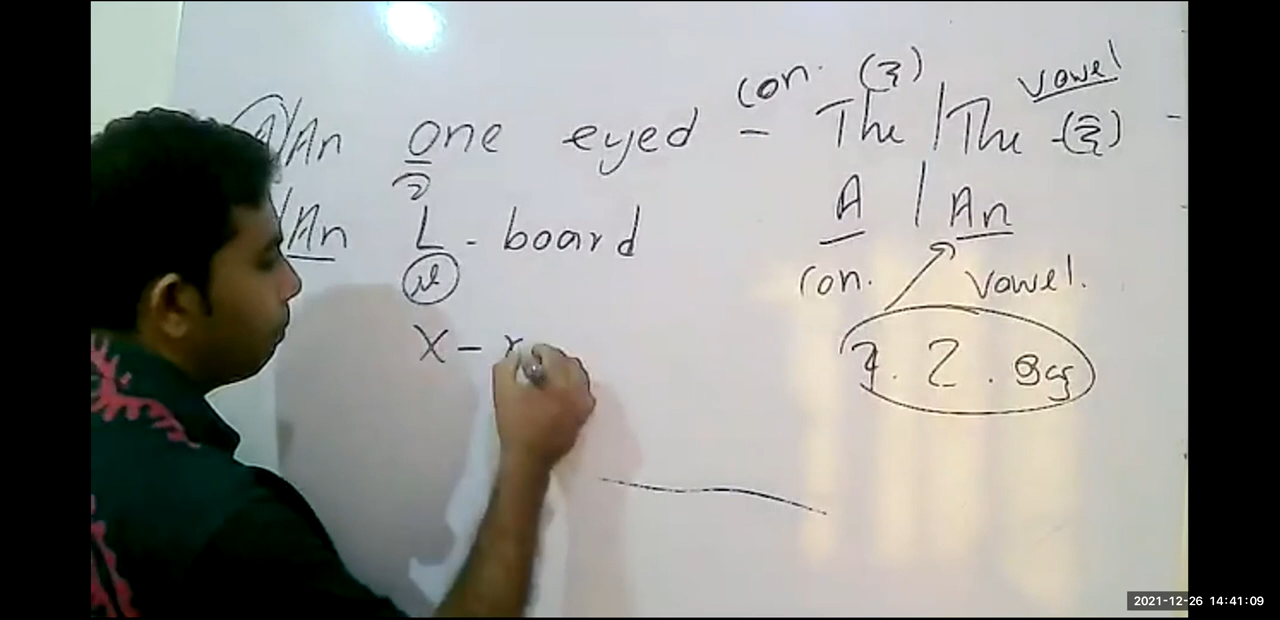 con. vowel
A/An one eyed - The / The -
/An L - board A / An
con. vowel.
X -
2021-12-26 14:41:09